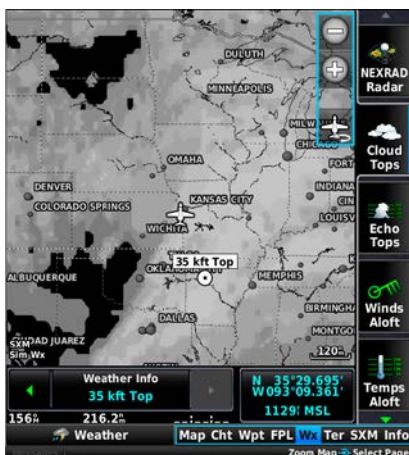 DULUTH
MINNEAPOLIS
NEXRAD
Radar
MILW
CHICAGO
Cloud
Tops
OMAHA
FORT
DENVER
COLORADO SPRINGS
KANSAS CITY
INDIANA
CIN
LOUISV
WICHITA
Echo
Tops
35 kft Top
ALBUQUERQUE
OKLAHOMA CITY
MEMPHIS
Winds
Aloft
DALLAS
BIRMINGHA
MONTGO
SXM
Sim Wx
CIUDAD JUAREZ
120
Temps
Aloft
Weather Info
35 kft Top
N 35°29.695'
W093°09.361'
1129ft MSL
156
216.2
Weather
Map Cht Wpt FPL Wx Ter SXM Info
Zoom Map
Select Page